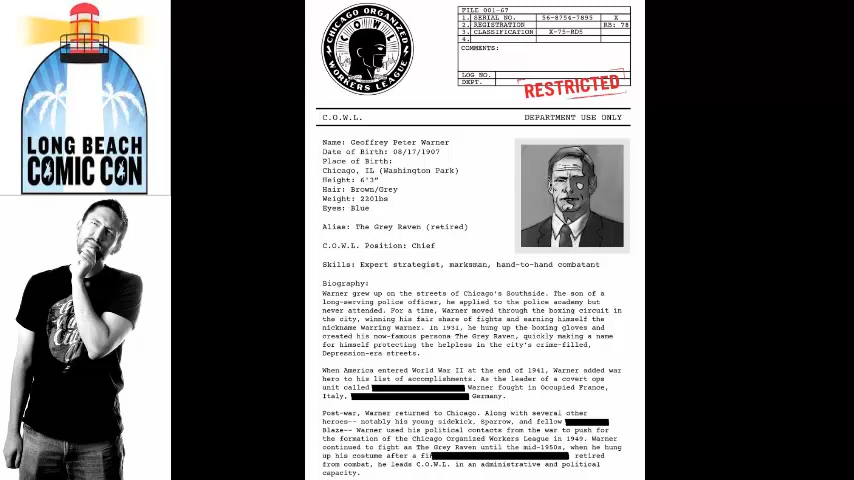 LONG BEACH
COMIC CON
CHICAGO ORGANIZED
WORKERS LEAGUE
COWL
FILE 001-67
1. SERIAL NO. 56-8754-7895 X
2. REGISTRATION RB: 78
3. CLASSIFICATION X-75-RD5
4.
COMMENTS:
LOG NO.
DEPT.
RESTRICTED
C.O.W.L. DEPARTMENT USE ONLY
Name: Geoffrey Peter Warner
Date of Birth: 08/17/1907
Place of Birth:
Chicago, IL (Washington Park)
Height: 6'3"
Hair: Brown/Grey
Weight: 220lbs
Eyes: Blue
Alias: The Grey Raven (retired)
C.O.W.L. Position: Chief
Skills: Expert strategist, marksman, hand-to-hand combatant
Biography:
Warner grew up on the streets of Chicago's Southside. The son of a
long-serving police officer, he applied to the police academy but
never attended. For a time, Warner moved through the boxing circuit in
the city, winning his fair share of fights and earning himself the
nickname Warring Warner. In 1931, he hung up the boxing gloves and
created his now-famous persona The Grey Raven, quickly making a name
for himself protecting the helpless in the city's crime-filled,
Depression-era streets.
When America entered World War II at the end of 1941, Warner added war
hero to his list of accomplishments. As the leader of a covert ops
unit called Warner fought in Occupied France,
Italy, Germany.
Post-war, Warner returned to Chicago. Along with several other
heroes-- notably his young sidekick, Sparrow, and fellow
Blaze-- Warner used his political contacts from the war to push for
the formation of the Chicago Organized Workers League in 1949. Warner
continued to fight as The Grey Raven until the mid-1950s, when he hung
up his costume after a fi retired
from combat, he leads C.O.W.L. in an administrative and political
capacity.